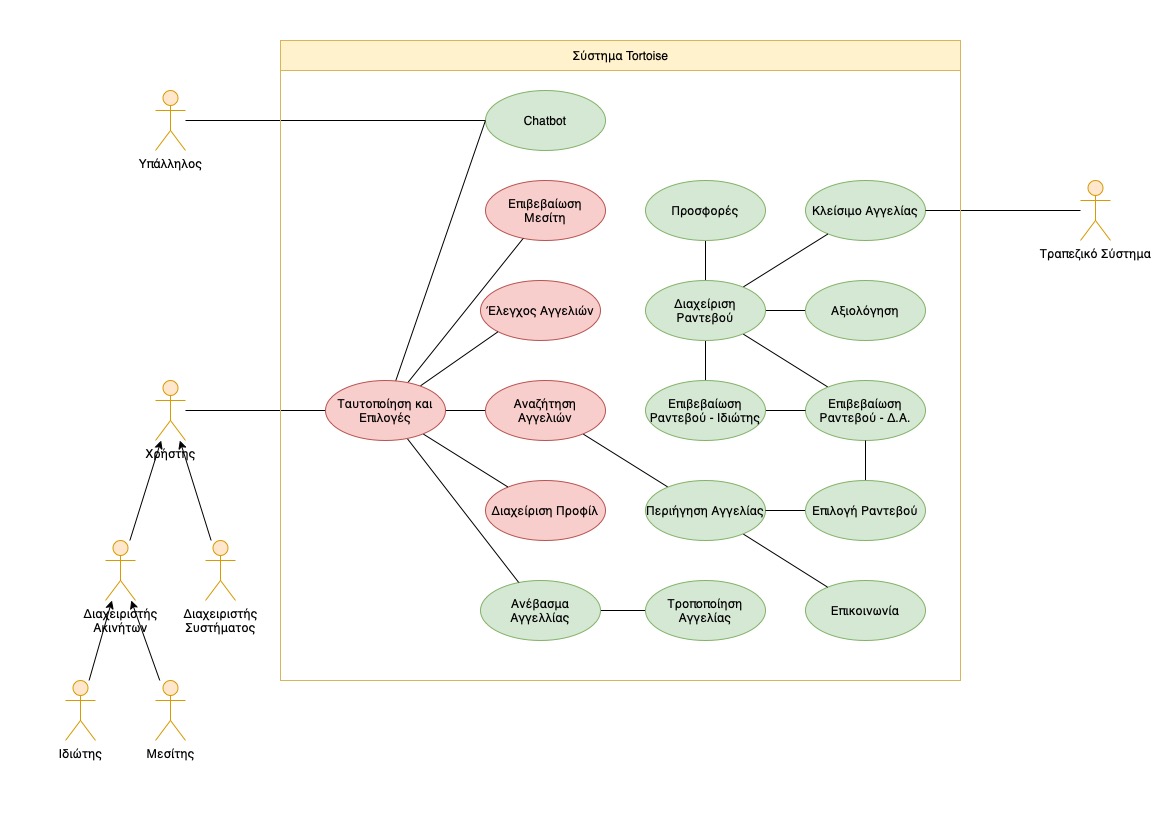 Σύστημα Tortoise
Chatbot
Υπάλληλος
Επιβεβαίωση
Μεσίτη
Προσφορές
Κλείσιμο Αγγελίας
Τραπεζικό Σύστημα
Έλεγχος Αγγελιών
Διαχείριση
Ραντεβού
Αξιολόγηση
Ταυτοποίηση και
Επιλογές
Αναζήτηση
Αγγελιών
Επιβεβαίωση
Ραντεβού - Ιδιώτης
Επιβεβαίωση
Ραντεβού - Δ.Α.
Χρήστης
Διαχείριση Προφίλ
Περιήγηση Αγγελίας
Επιλογή Ραντεβού
Διαχειριστής
Ακινήτων
Διαχειριστής
Συστήματος
Ανέβασμα
Αγγελλίας
Τροποποίηση
Αγγελίας
Επικοινωνία
Ιδιώτης
Μεσίτης